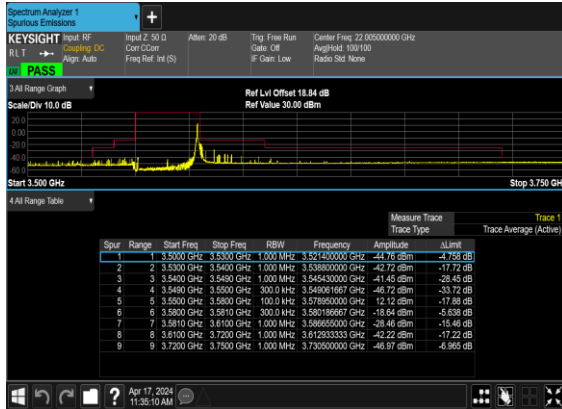 Spectrum Analyzer 1
Spurious Emissions
+
KEYSIGHT Input: RF Input Z: 50 Ω Atten: 20 dB Trig: Free Run Center Freq: 22.005000000 GHz
RLT Coupling: DC Corr CCorr Gate: Off Avg|Hold: 100/100
Align: Auto Freq Ref: Int (S) IF Gain: Low Radio Std: None
PASS
3 All Range Graph
Ref Lvl Offset 18.84 dB
Scale/Div 10.0 dB Ref Value 30.00 dBm
20.0
0.00
-20.0
-40.0
-60.0
Start 3.500 GHz Stop 3.750 GH
4 All Range Table
Measure Trace Trace 1
Trace Type Trace Average (Active)
Spur Range Start Freq Stop Freq RBW Frequency Amplitude ΔLimit
1 1 3.5000 GHz 3.5300 GHz 1.000 MHz 3.521400000 GHz -44.76 dBm -4.758 dB
2 2 3.5300 GHz 3.5400 GHz 1.000 MHz 3.538800000 GHz -42.72 dBm -17.72 dB
3 3 3.5400 GHz 3.5490 GHz 1.000 MHz 3.545430000 GHz -41.45 dBm -28.45 dB
4 4 3.5490 GHz 3.5500 GHz 300.0 kHz 3.549061667 GHz -46.72 dBm -33.72 dB
5 5 3.5500 GHz 3.5800 GHz 100.0 kHz 3.578950000 GHz 12.12 dBm -17.88 dB
6 6 3.5800 GHz 3.5810 GHz 300.0 kHz 3.580186667 GHz -18.64 dBm -5.638 dB
7 7 3.5810 GHz 3.6100 GHz 1.000 MHz 3.586655000 GHz -28.46 dBm -15.46 dB
8 8 3.6100 GHz 3.7200 GHz 1.000 MHz 3.612933333 GHz -42.22 dBm -17.22 dB
9 9 3.7200 GHz 3.7500 GHz 1.000 MHz 3.730500000 GHz -46.97 dBm -6.965 dB
? Apr 17, 2024
11:35:10 AM